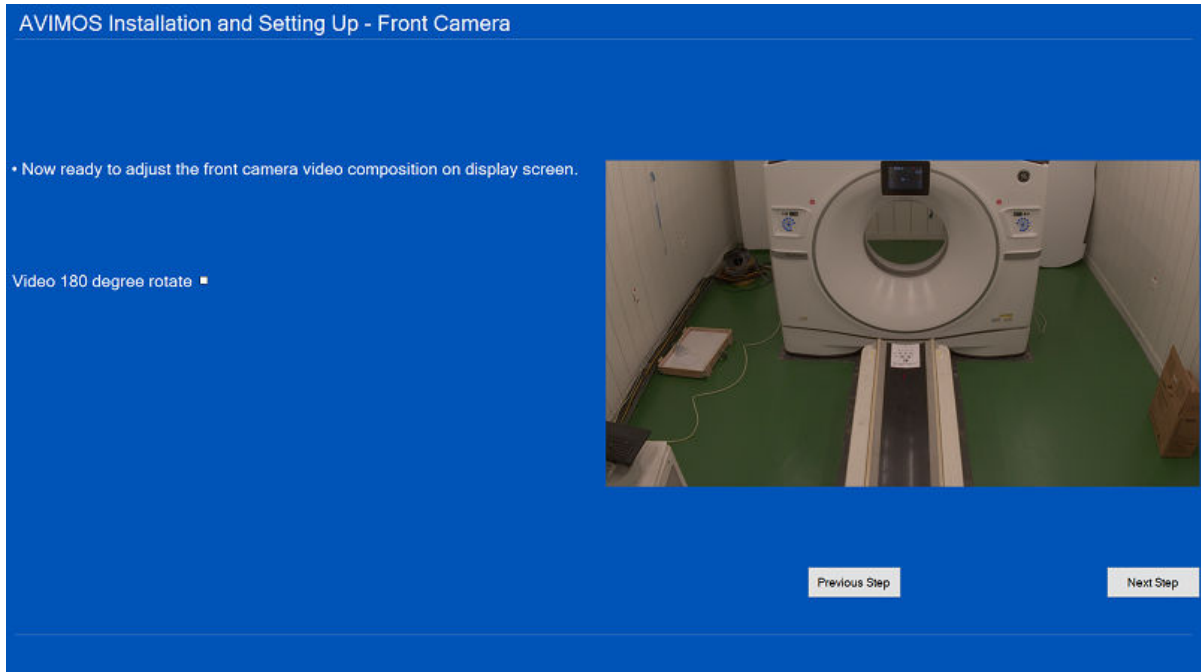 AVIMOS Installation and Setting Up - Front Camera
• Now ready to adjust the front camera video composition on display screen.
Video 180 degree rotate
Previous Step
Next Step